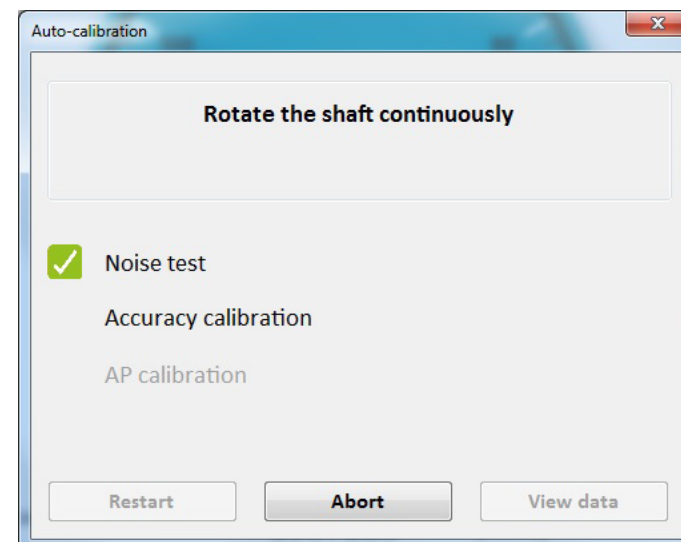 Auto-calibration
Rotate the shaft continuously
Noise test
Accuracy calibration
AP calibration
Restart Abort View data